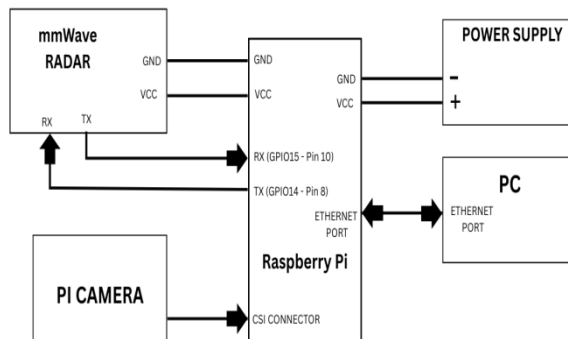 mmWave
RADAR
GND
VCC
RX
TX
GND
VCC
RX (GPIO15 - Pin 10)
TX (GPIO14 - Pin 8)
ETHERNET
PORT
Raspberry Pi
CSI CONNECTOR
GND
VCC
POWER SUPPLY
-
+
PC
ETHERNET
PORT
PI CAMERA